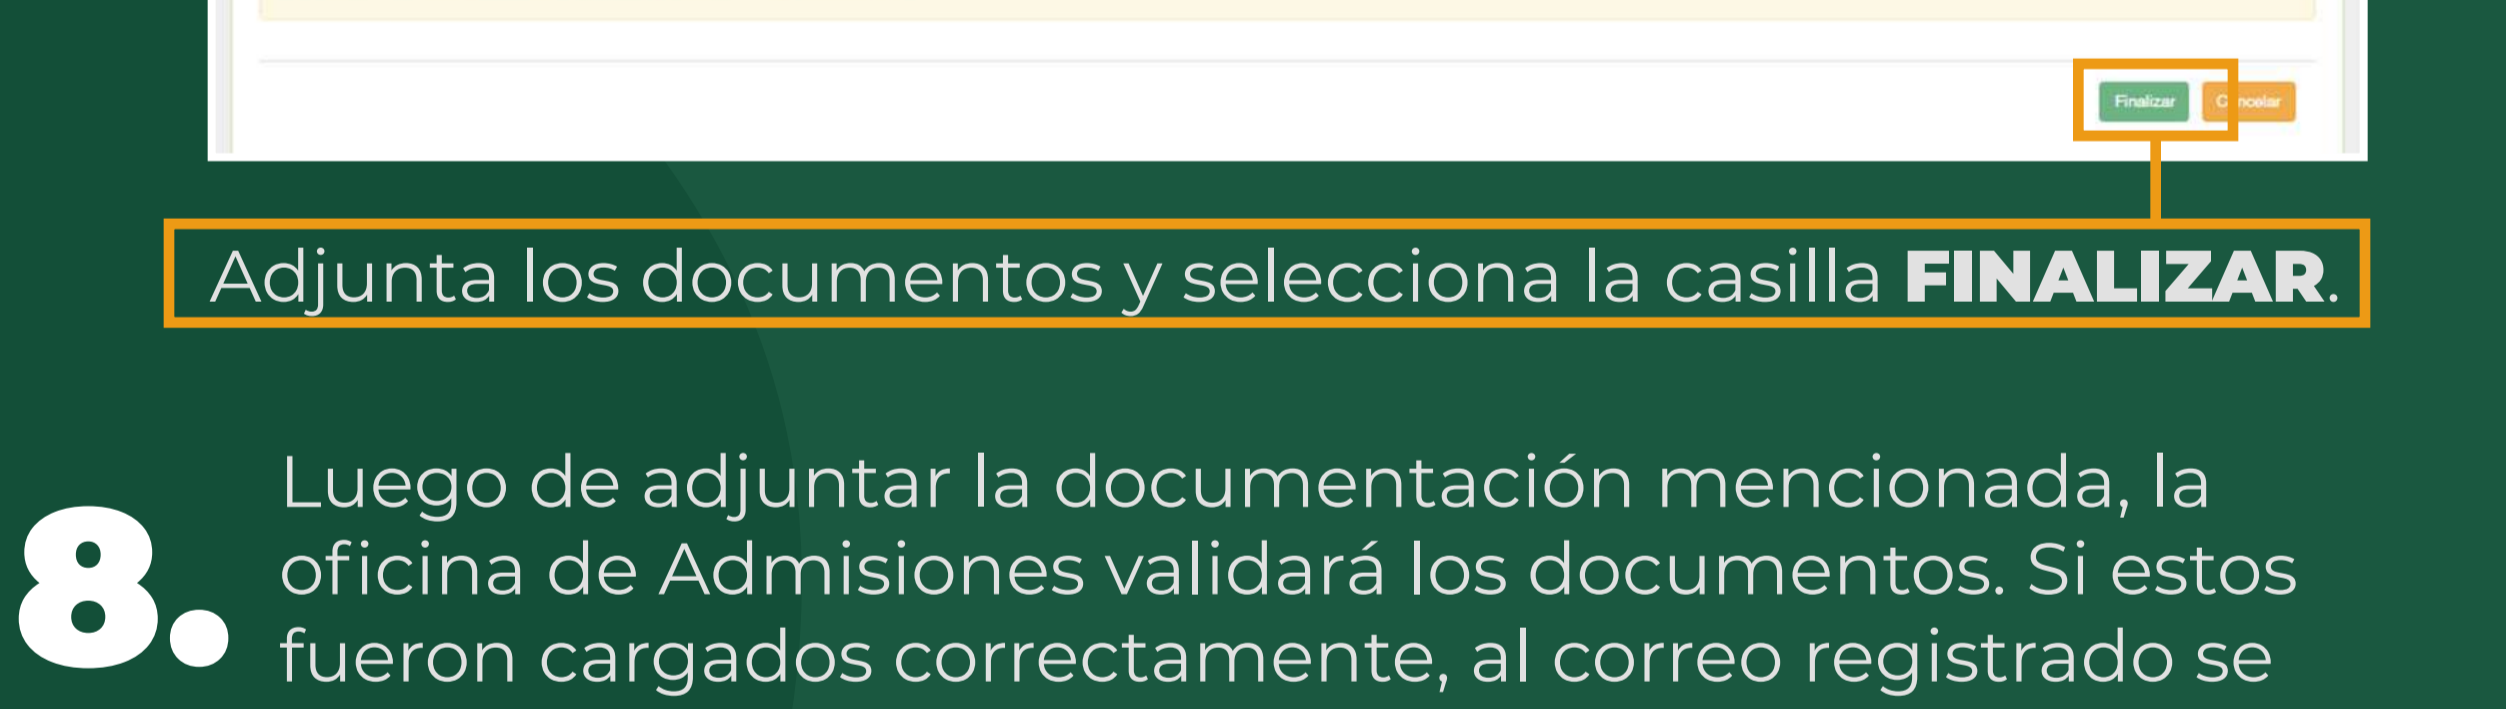 Finalizar Cancelar
Adjunta los documentos y selecciona la casilla FINALIZAR.
8.
Luego de adjuntar la documentación mencionada, la
oficina de Admisiones validará los documentos. Si estos
fueron cargados correctamente, al correo registrado se